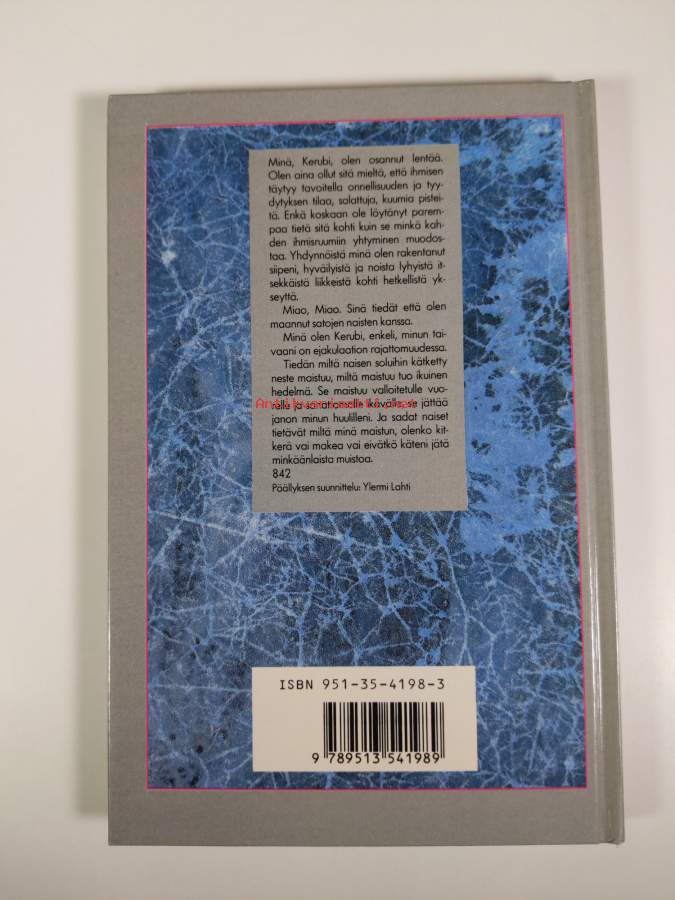 Minä, Kerubi, olen osannut lentää.
Olen aina ollut sitä mieltä, että ihmisen
täytyy tavoitella onnellisuuden ja tyy-
dytyksen tilaa, salattuja, kuumia pistei-
tä. Enkä koskaan ole löytänyt parem-
paa tietä sitä kohti kuin se minkä kah-
den ihmisruumiin yhtyminen muodos-
taa. Yhdynnöistä minä olen rakentanut
siipeni, hyväilyistä ja noista lyhyistä it-
sekkäistä liikkeistä kohti hetkellistä yk-
seyttä.
Miao, Miao. Sinä tiedät että olen
maannut satojen naisten kanssa.
Minä olen Kerubi, enkeli, minun tai-
vaani on ejakulaation rajattomuudessa.
Tiedän miltä naisen soluihin kätketty
neste maistuu, miltä maistuu tuo ikuinen
hedelmä. Se maistuu valloitetulle vuo-
relle ja
se jättää
janon minun huulilleni. Ja sadat naiset
tietävät miltä minä maistun, olenko kit-
kerä vai makea vai eivätkö käteni jätä
minkäänlaista muistoa.
842
Päällyksen suunnittelu: Ylermi Lahti
ISBN 951-35-4198-3
9 789513 541989